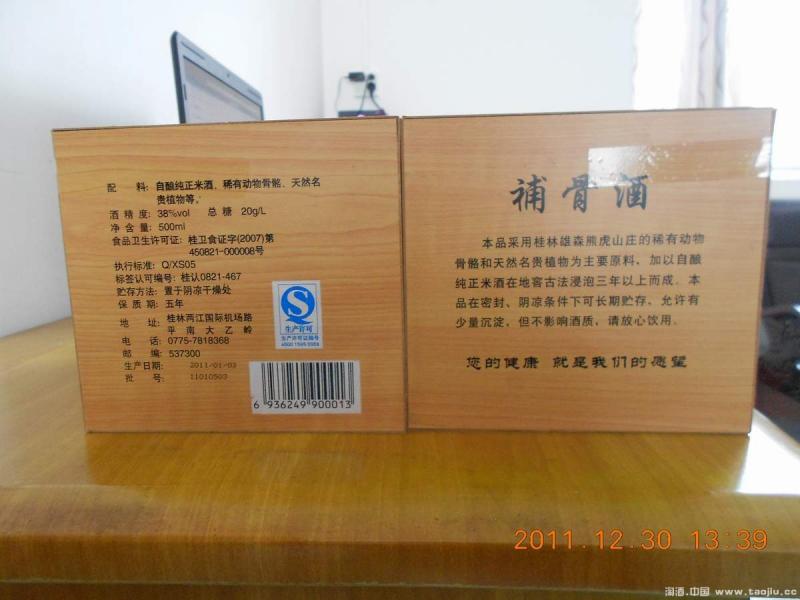 配 料: 自酿纯正米酒、稀有动物骨骼、天然名
贵植物等。
酒 精 度: 38%vol 总 糖: 20g/L
净 含 量: 500ml
食品卫生许可证: 桂卫食证字(2007)第
450821-000008号
执行标准: Q/XS05
标签认可编号: 桂认0821-467
贮存方法: 置于阴凉干燥处
保 质 期: 五年
地 址: 桂林两江国际机场路
平 南 大 乙 岭
电 话: 0775-7818368
邮 编: 537300
生产日期: 2011-01-03
批 号: 11010503
生产许可
6 936249 900013
補骨酒
本品采用桂林雄森熊虎山庄的稀有动物
骨骼和天然名贵植物为主要原料,加以自酿
纯正米酒在地窖古法浸泡三年以上而成。本
品在密封、阴凉条件下可长期贮存,允许有
少量沉淀,但不影响酒质,请放心饮用。
您的健康 就是我们的愿望
2011.12.30 13:39
淘酒.中国 www.taojiu.cc